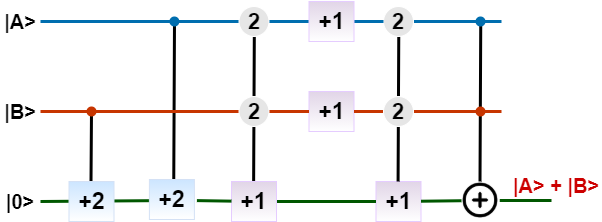 |A> 2 +1 2
|B> 2 +1 2
|A> + |B>
|0> +2 +2 +1 +1